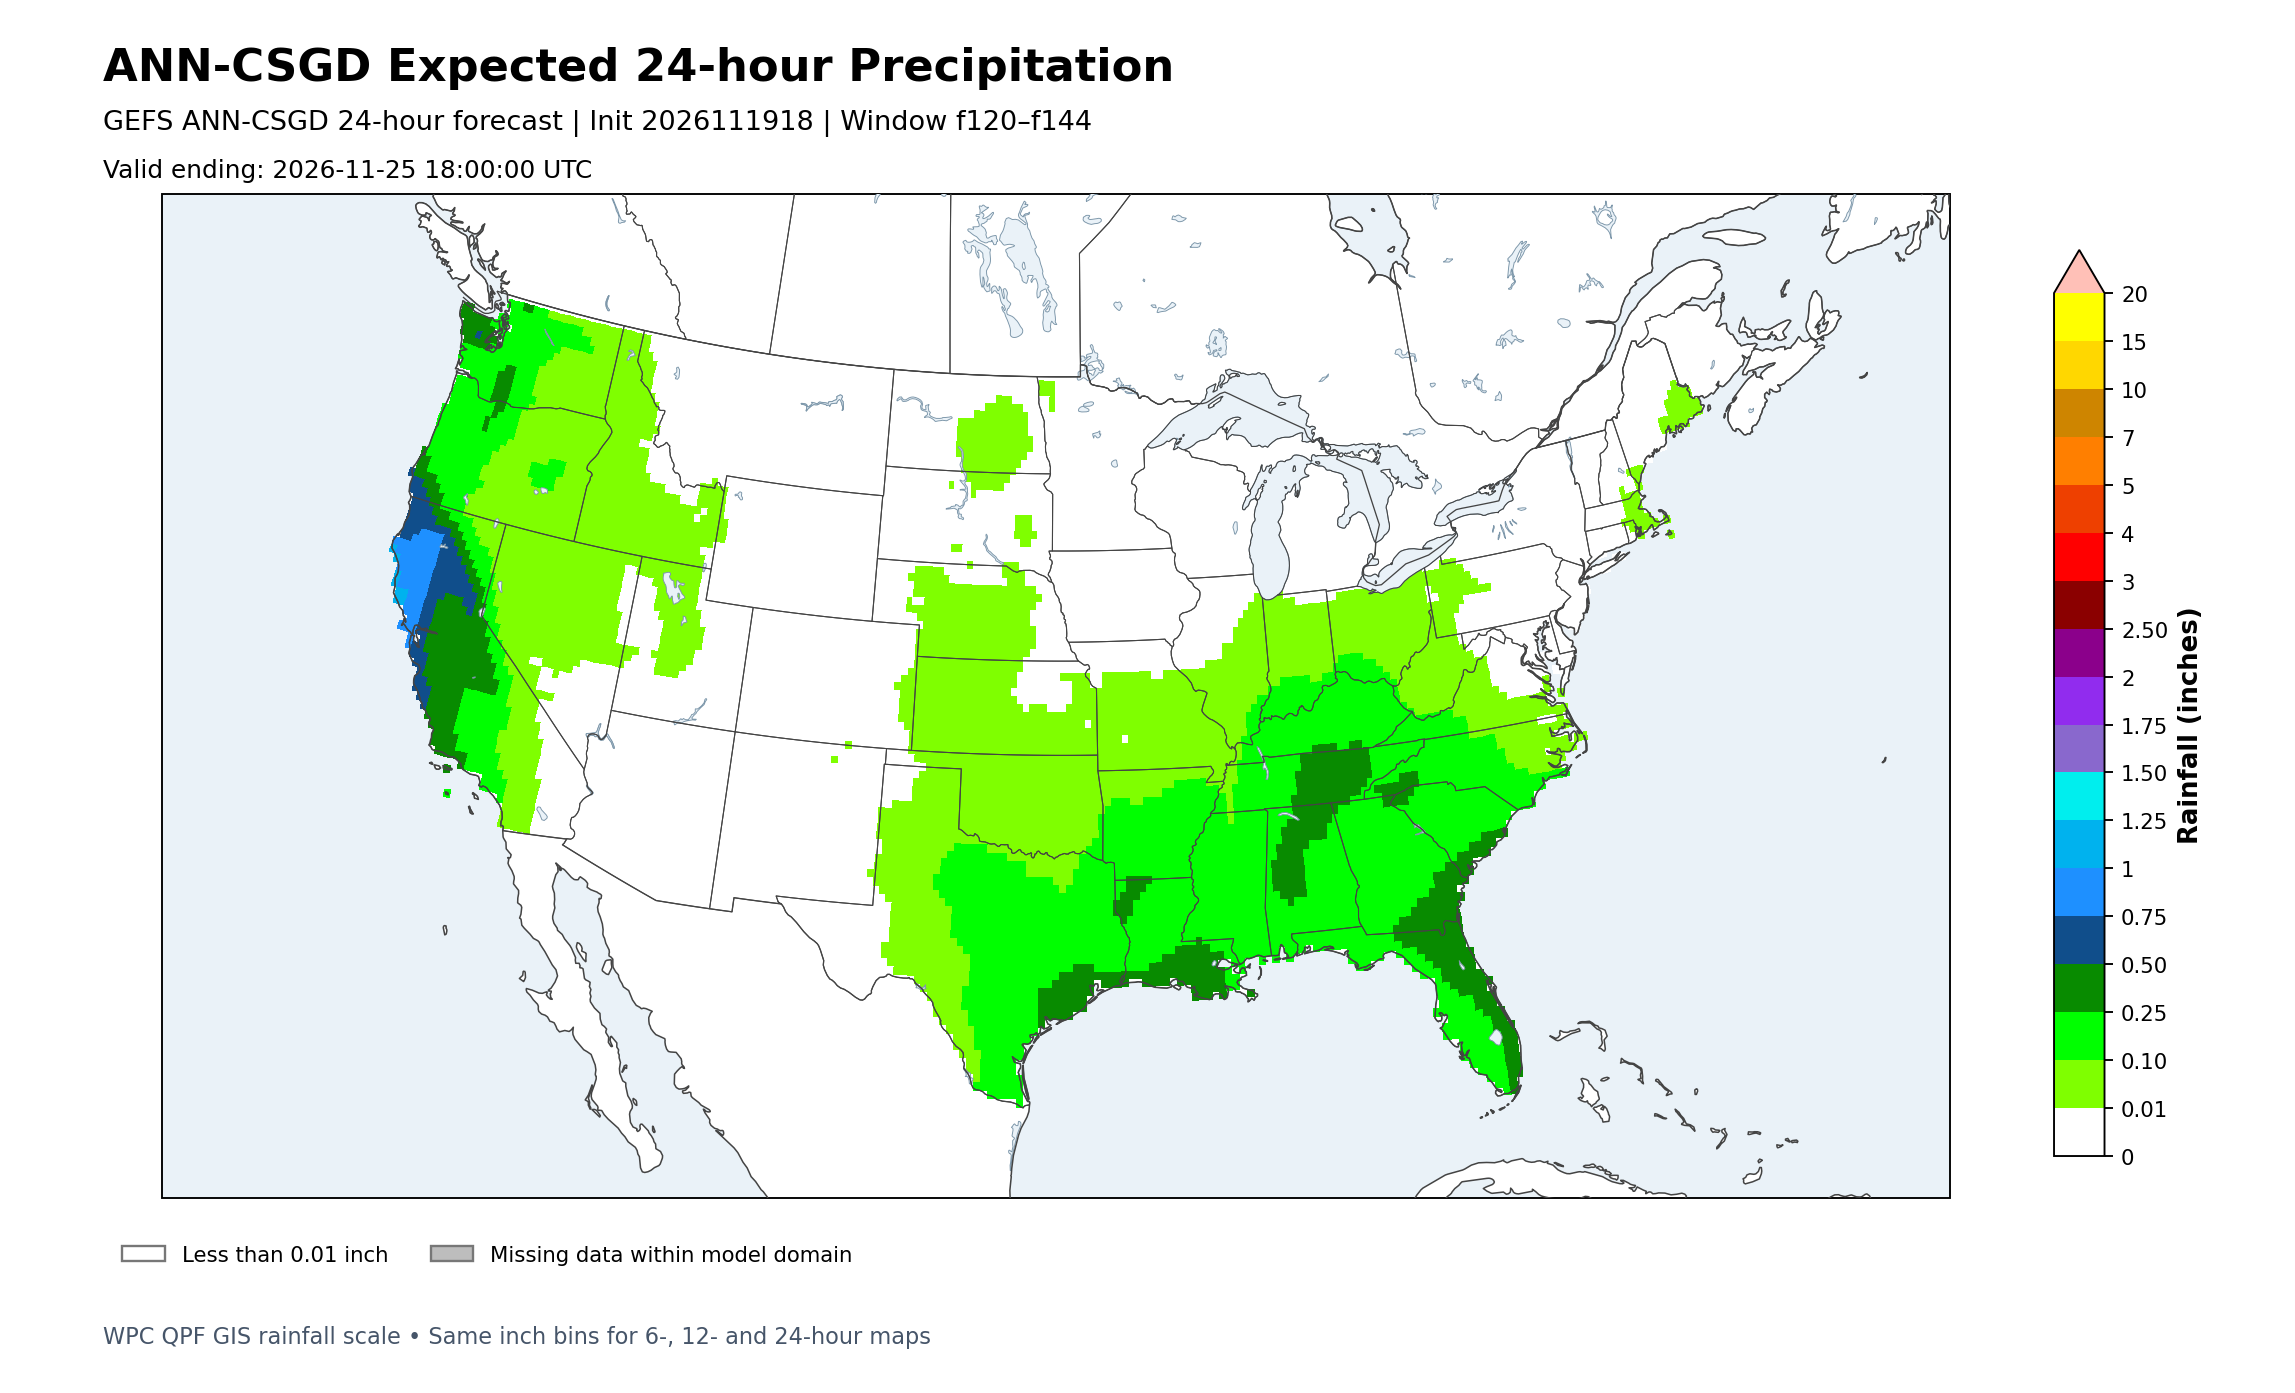 ANN-CSGD Expected 24-hour Precipitation
GEFS ANN-CSGD 24-hour forecast | Init 2026111918 | Window f120–f144
Valid ending: 2026-11-25 18:00:00 UTC
20
15
10
7
5
4
3
2.50
2
1.75
1.50
1.25
1
0.75
0.50
0.25
0.10
0.01
0
Rainfall (inches)
Less than 0.01 inch
Missing data within model domain
WPC QPF GIS rainfall scale • Same inch bins for 6-, 12- and 24-hour maps